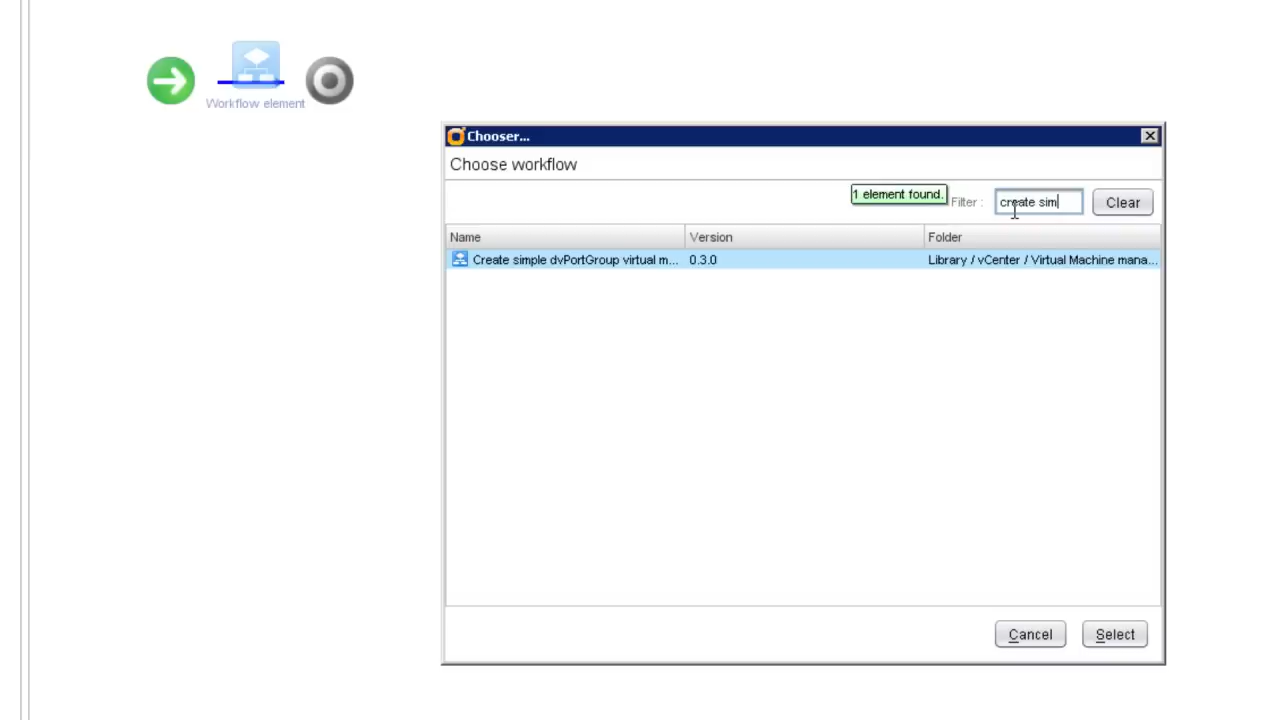 Workflow element
Chooser...
Choose workflow
1 element found.
Filter :
create sim
Clear
Name
Version
Folder
Create simple dvPortGroup virtual m...
0.3.0
Library / vCenter / Virtual Machine mana...
Cancel
Select